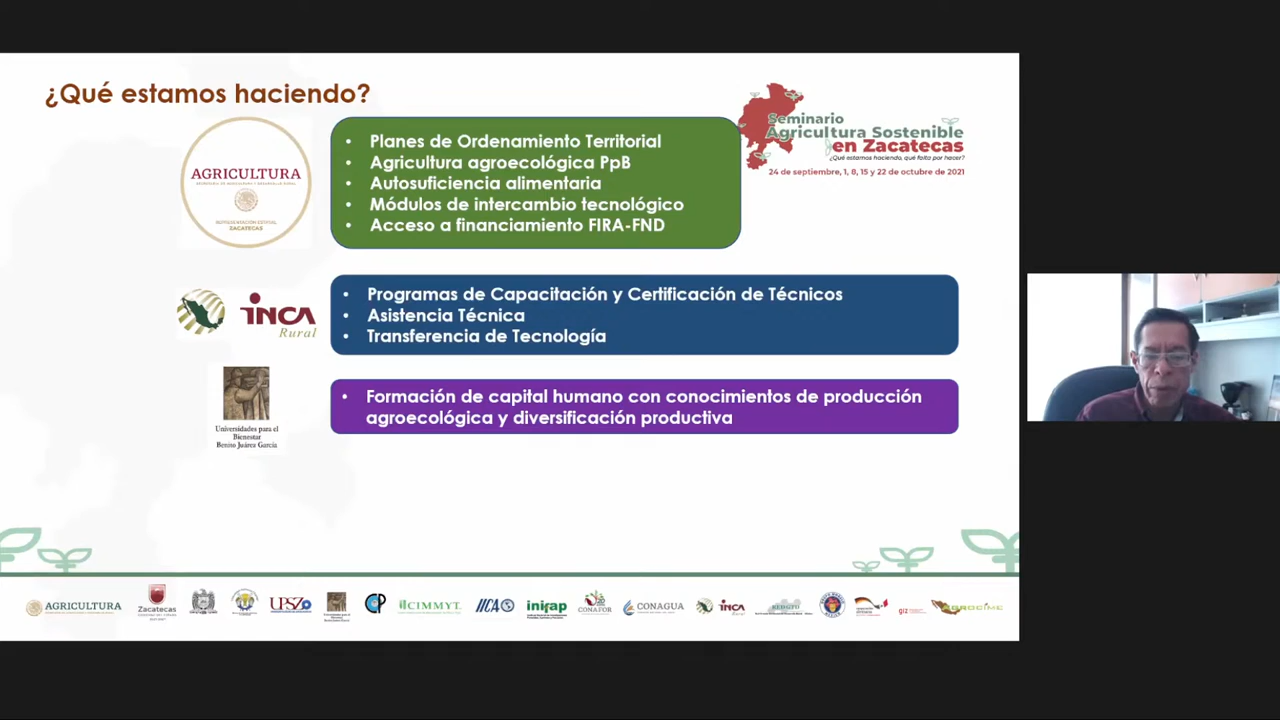 ¿Qué estamos haciendo?
AGRICULTURA
SECRETARÍA DE AGRICULTURA Y DESARROLLO RURAL
REPRESENTACIÓN ESTATAL
ZACATECAS
• Planes de Ordenamiento Territorial
• Agricultura agroecológica PpB
• Autosuficiencia alimentaria
• Módulos de intercambio tecnológico
• Acceso a financiamiento FIRA-FND
Seminario
Agricultura Sostenible
en Zacatecas
¿Qué estamos haciendo, qué falta por hacer?
24 de septiembre, 1, 8, 15 y 22 de octubre de 2021
INCA
Rural
• Programas de Capacitación y Certificación de Técnicos
• Asistencia Técnica
• Transferencia de Tecnología
Universidades para el
Bienestar
Benito Juárez García
• Formación de capital humano con conocimientos de producción
agroecológica y diversificación productiva
AGRICULTURA
Zacatecas
UPSZ
CP
CIMMYT
IICA
inifap
CONAFOR
CONAGUA
INCA
Rural
REDGTD
giz
AGROCIME